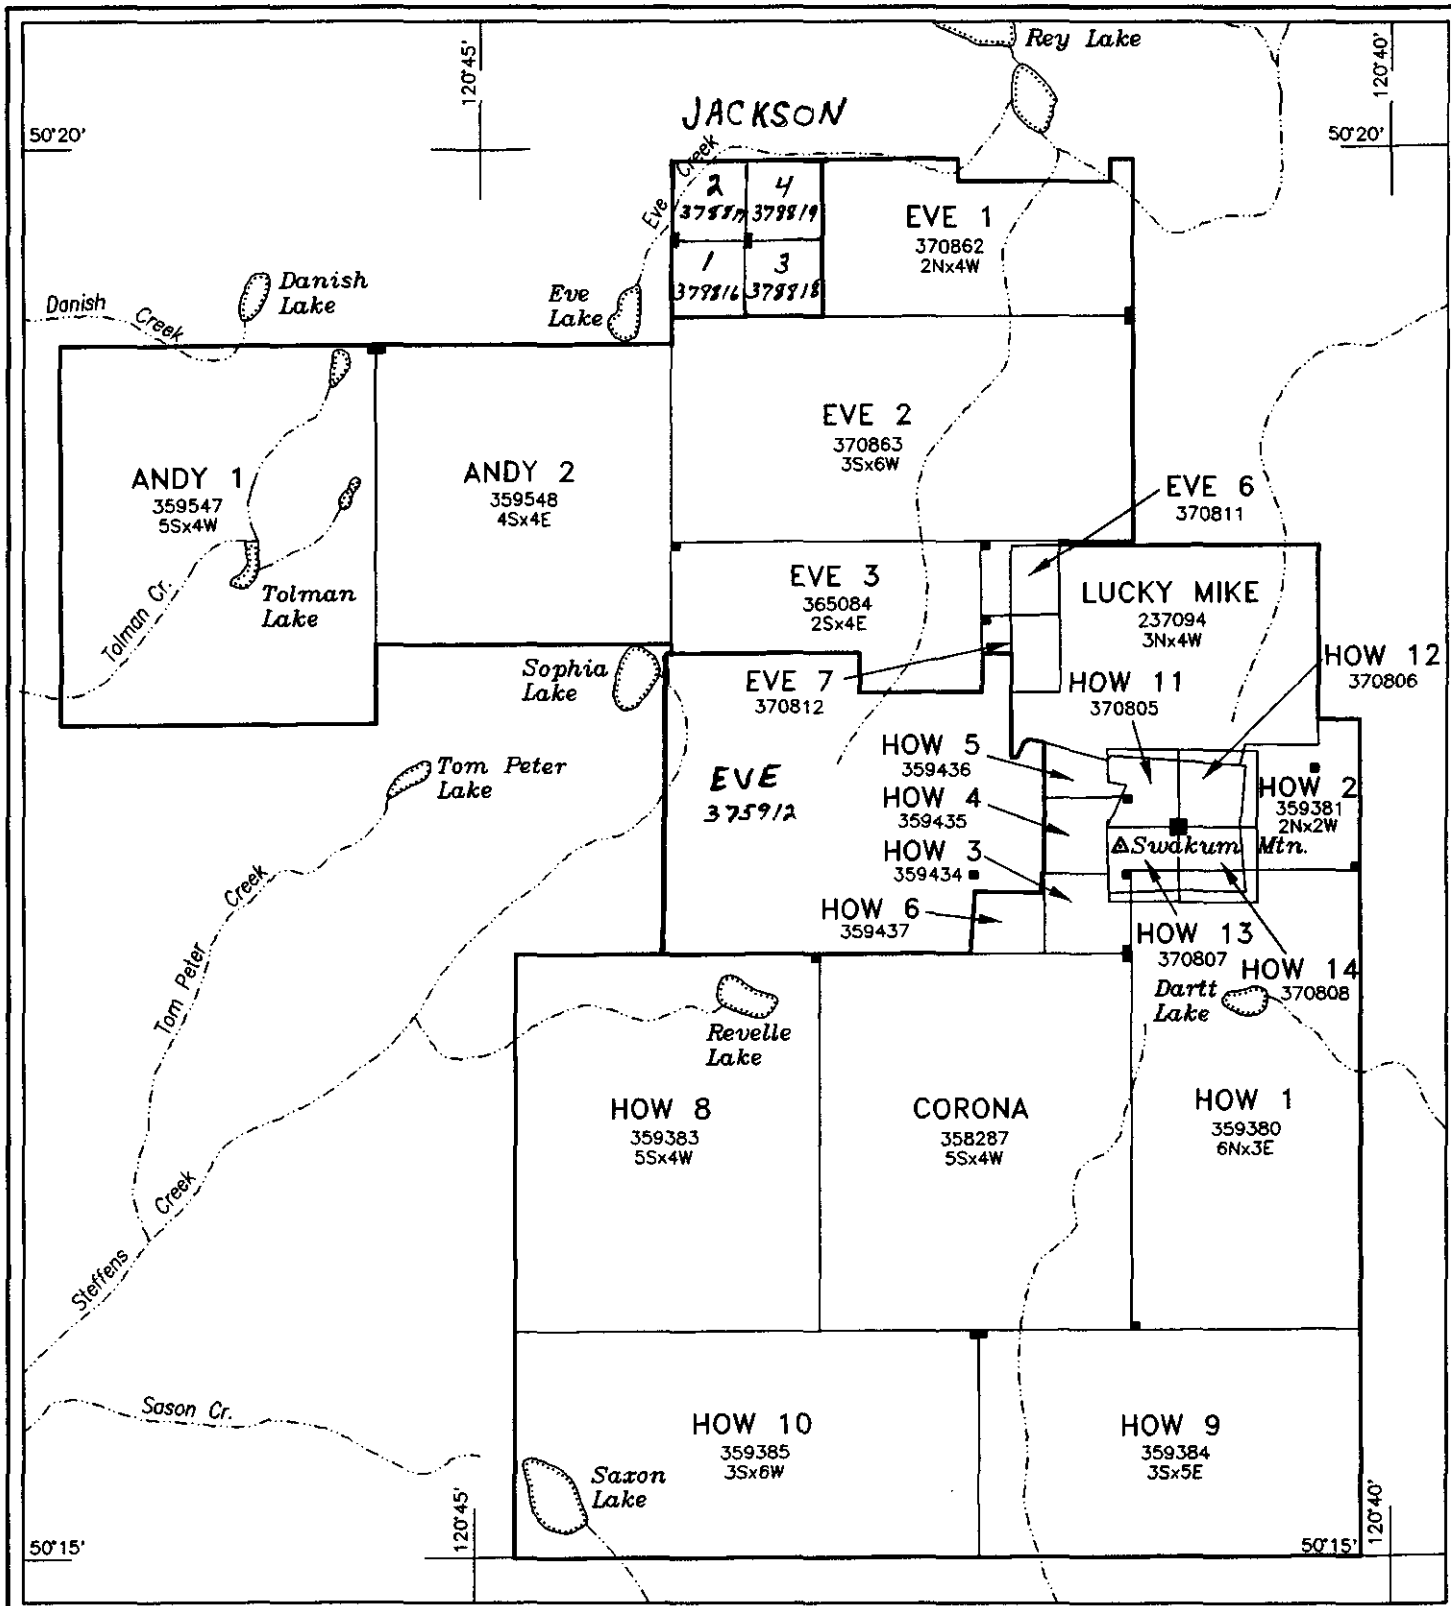 Rey Lake
120°45'
120°40'
JACKSON
50°20'
50°20'
Eve Creek
2
4
378819
EVE 1
370862
2Nx4W
1
3
378816
378818
Danish Creek
Danish
Lake
Eve
Lake
EVE 2
370863
3Sx6W
ANDY 1
359547
5Sx4W
ANDY 2
359548
4Sx4E
EVE 6
370811
EVE 3
365084
2Sx4E
LUCKY MIKE
237094
3Nx4W
Tolman Cr.
Tolman
Lake
Sophia
Lake
EVE 7
370812
HOW 11
370805
HOW 12
370806
Tom Peter
Lake
EVE
375912
HOW 5
359436
HOW 4
359435
HOW 3
359434
HOW 2
359381
2Nx2W
Swakum Mtn.
HOW 6
359437
HOW 13
370807
HOW 14
370808
Tom Peter Creek
Dartt
Lake
Revelle
Lake
HOW 8
359383
5Sx4W
CORONA
358287
5Sx4W
HOW 1
359380
6Nx3E
Steffens Creek
Sason Cr.
HOW 10
359385
3Sx6W
HOW 9
359384
3Sx5E
Saxon
Lake
120°45'
120°40'
50°15'
50°15'